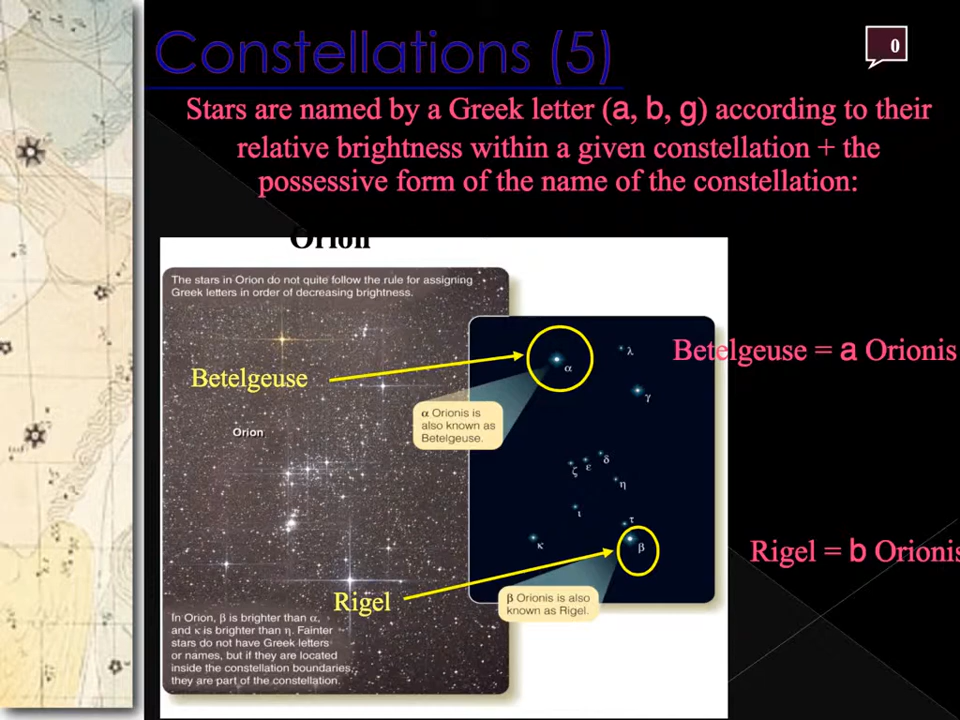 Constellations (5)
0
Stars are named by a Greek letter (a, b, g) according to their
relative brightness within a given constellation + the
possessive form of the name of the constellation:
Orion
The stars in Orion do not quite follow the rule for assigning
Greek letters in order of decreasing brightness.
Betelgeuse
Orion
α Orionis is
also known as
Betelgeuse.
α
λ
γ
Betelgeuse = a Orionis
ζ
ε
δ
η
ι
τ
κ
β
Rigel = b Orionis
Rigel
β Orionis is also
known as Rigel.
In Orion, β is brighter than α,
and κ is brighter than η. Fainter
stars do not have Greek letters
or names, but if they are located
inside the constellation boundaries,
they are part of the constellation.